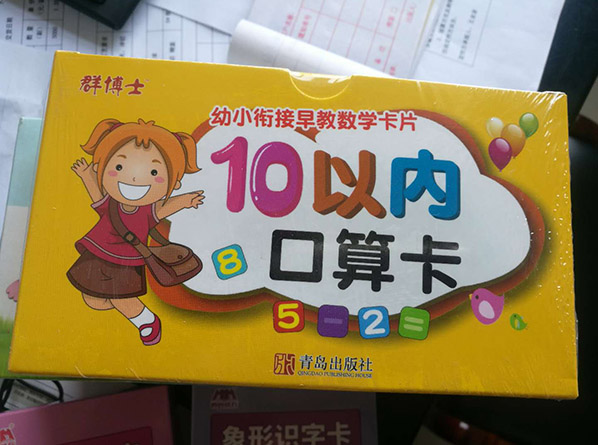 群博士
幼小衔接早教数学卡片
10以内
口算卡
8
5-2=
青岛出版社
QINGDAO PUBLISHING HOUSE
象形识字卡